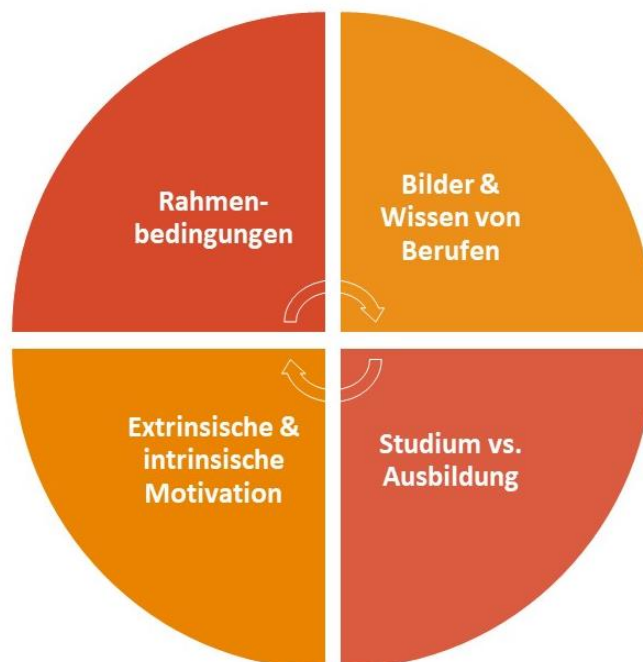 Rahmen-
bedingungen
Bilder &
Wissen von
Berufen
Extrinsische &
intrinsische
Motivation
Studium vs.
Ausbildung